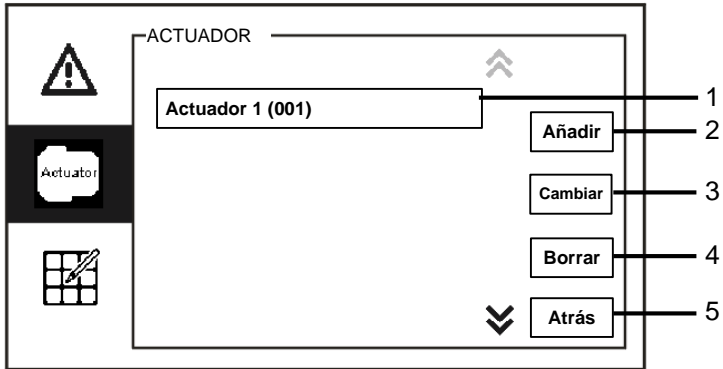 ACTUADOR
Actuador 1 (001)
1
Añadir
2
Actuator
Cambiar
3
Borrar
4
Atrás
5